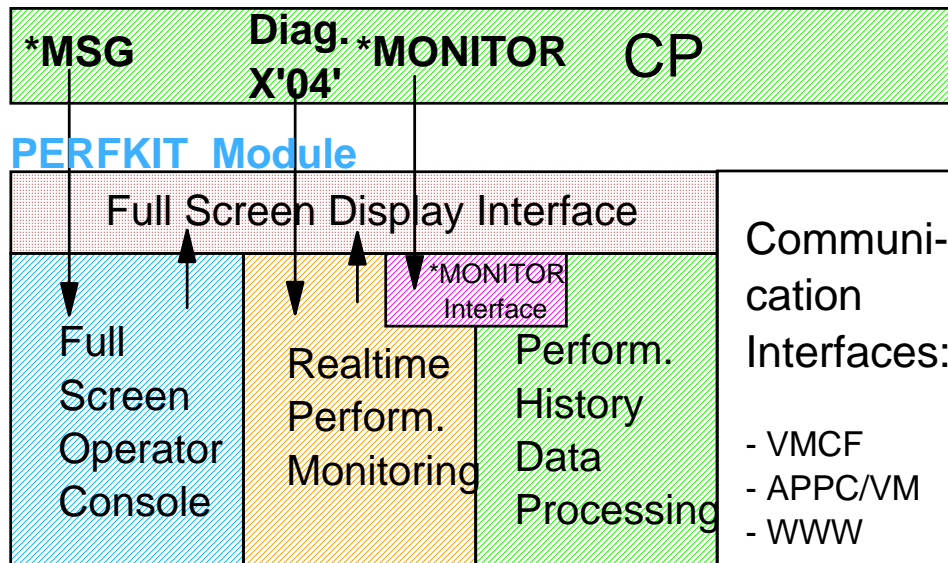 *MSG
Diag.
X'04'
*MONITOR
CP
PERFKIT Module
Full Screen Display Interface
*MONITOR
Interface
Full
Screen
Operator
Console
Realtime
Perform.
Monitoring
Perform.
History
Data
Processing
Communi-
cation
Interfaces:
- VMCF
- APPC/VM
- WWW